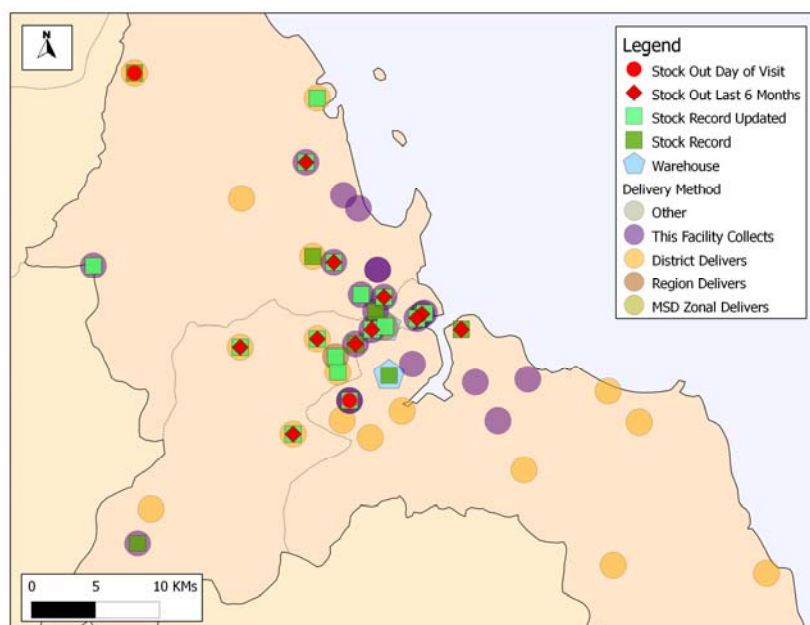 N
Legend
Stock Out Day of Visit
Stock Out Last 6 Months
Stock Record Updated
Stock Record
Warehouse
Delivery Method
Other
This Facility Collects
District Delivers
Region Delivers
MSD Zonal Delivers
0 5 10 KMs